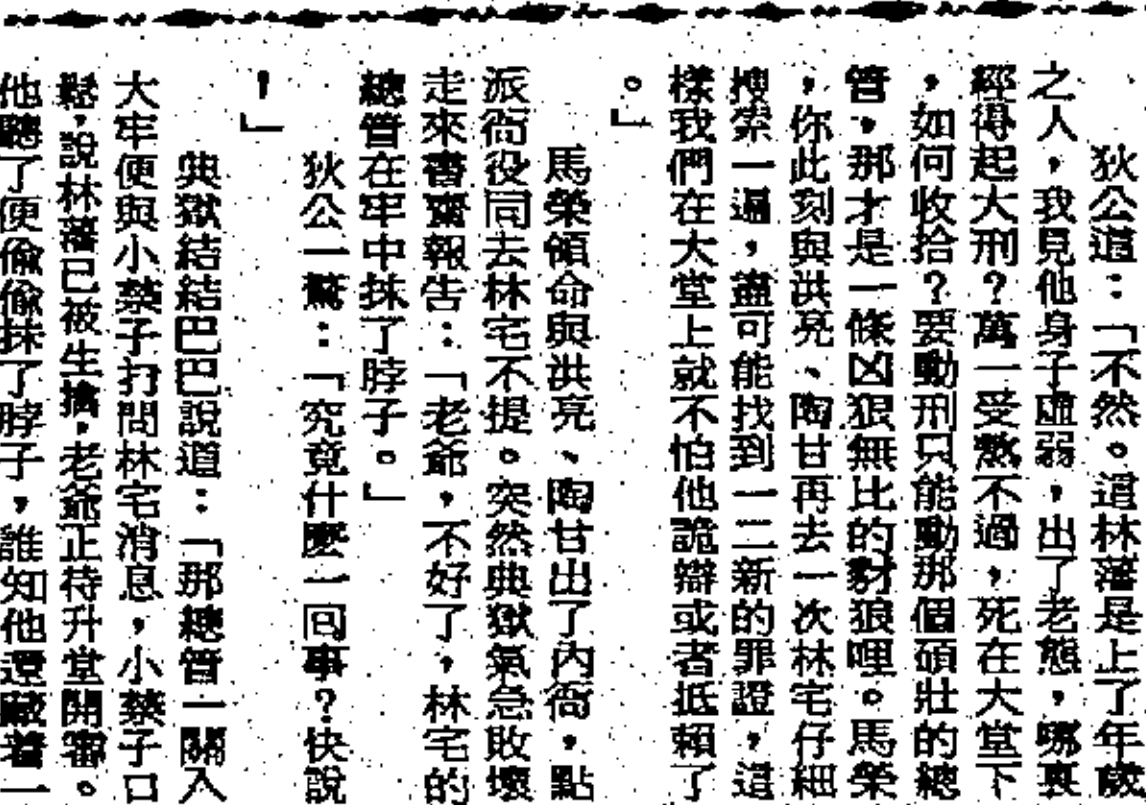 狄公道：「不然。這林藩是上了年歲
之人，我見他身子虛弱，出了老態，哪裏
經得起大刑？萬一受熬不過，死在大堂下
，如何收拾？要動刑只能動那個碩壯的總
管，那才是一條凶狠無比的豺狼哩。馬榮
，你此刻與洪亮、陶甘再去一次林宅仔細
搜索一遍，盡可能找到一二新的罪證，這
樣我們在大堂上就不怕他詭辯或者抵賴了
。」
馬榮領命與洪亮、陶甘出了內衙，點
派衙役同去林宅不提。突然典獄氣急敗壞
走來書齋報告：「老爺，不好了，林宅的
總管在牢中抹了脖子。」
狄公一驚：「究竟什麼一回事？快說
！」
典獄結結巴巴說道：「那總管一關入
大牢便與小禁子打問林宅消息，小禁子口
鬆，說林藩已被生擒，老爺正待升堂開審。
他聽了便偷偷抹了脖子，誰知他還藏着一